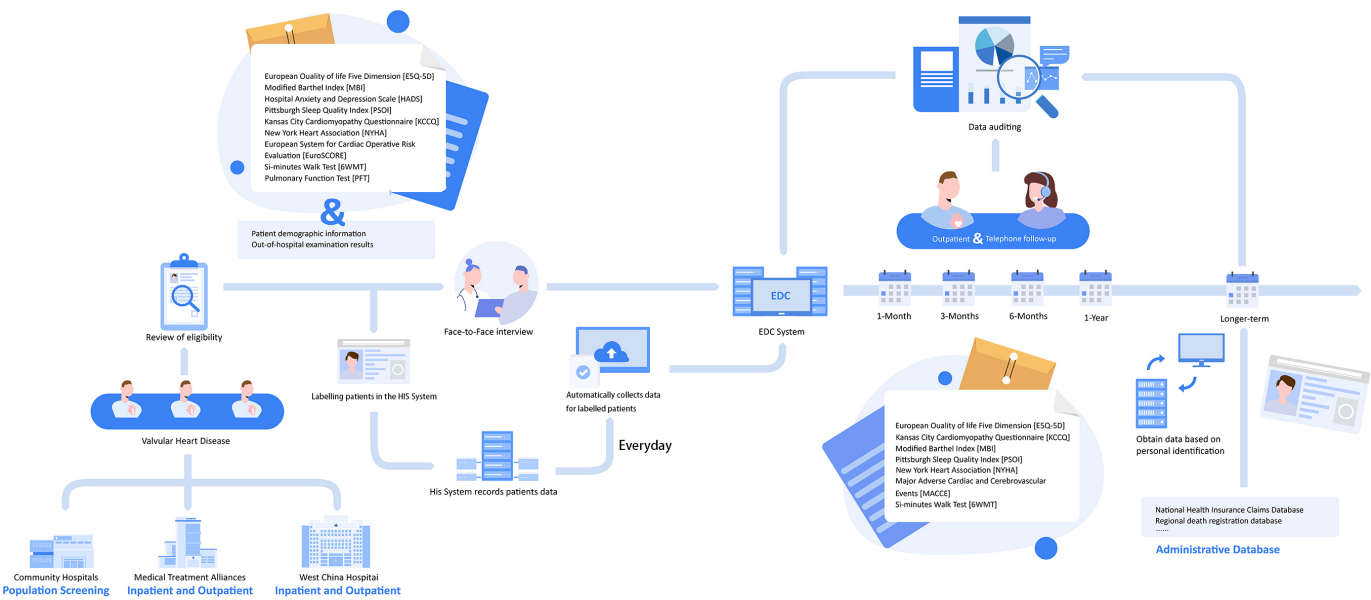 European Ouality of life Five Dimension [E5Q-5D]
Modified Barthel Index [MBI]
Hospital Anxiety and Depression Scale [HADS]
Pittsburgh Sleep Quality Index [PSOI]
Kansas City Cardiomyopathy Questionnaire [KCCQ]
New York Heart Association [NYHA]
European System for Cardiac Operative Risk
Evaluation [EuroSCORE]
Si-minutes Walk Test [6WMT]
Pulmonary Function Test [PFT]
&
Patient demographic information
Out-of-hospital examination results
Review of eligibility
Valvular Heart Disease
Community Hospitals
Population Screening
Medical Treatment Alliances
Inpatient and Outpatient
West China Hospitai
Inpatient and Outpatient
Face-to-Face interview
Labelling patients in the HIS System
His System records patients data
Everyday
Automatically collects data
for labelled patients
EDC
EDC System
Data auditing
Outpatient & Telephone follow-up
1-Month
3-Months
6-Months
1-Year
Longer-term
European Ouality of life Five Dimension [E5Q-5D]
Kansas City Cardiomyopathy Questionnaire [KCCQ]
Modified Barthel Index [MBI]
Pittsburgh Sleep Quality Index [PSOI]
New York Heart Association [NYHA]
Major Adverse Cardiac and Cerebrovascular
Events [MACCE]
Si-minutes Walk Test [6WMT]
Obtain data based on
personal identification
National Health Insurance Claims Database
Regional death registration database
......
Administrative Database